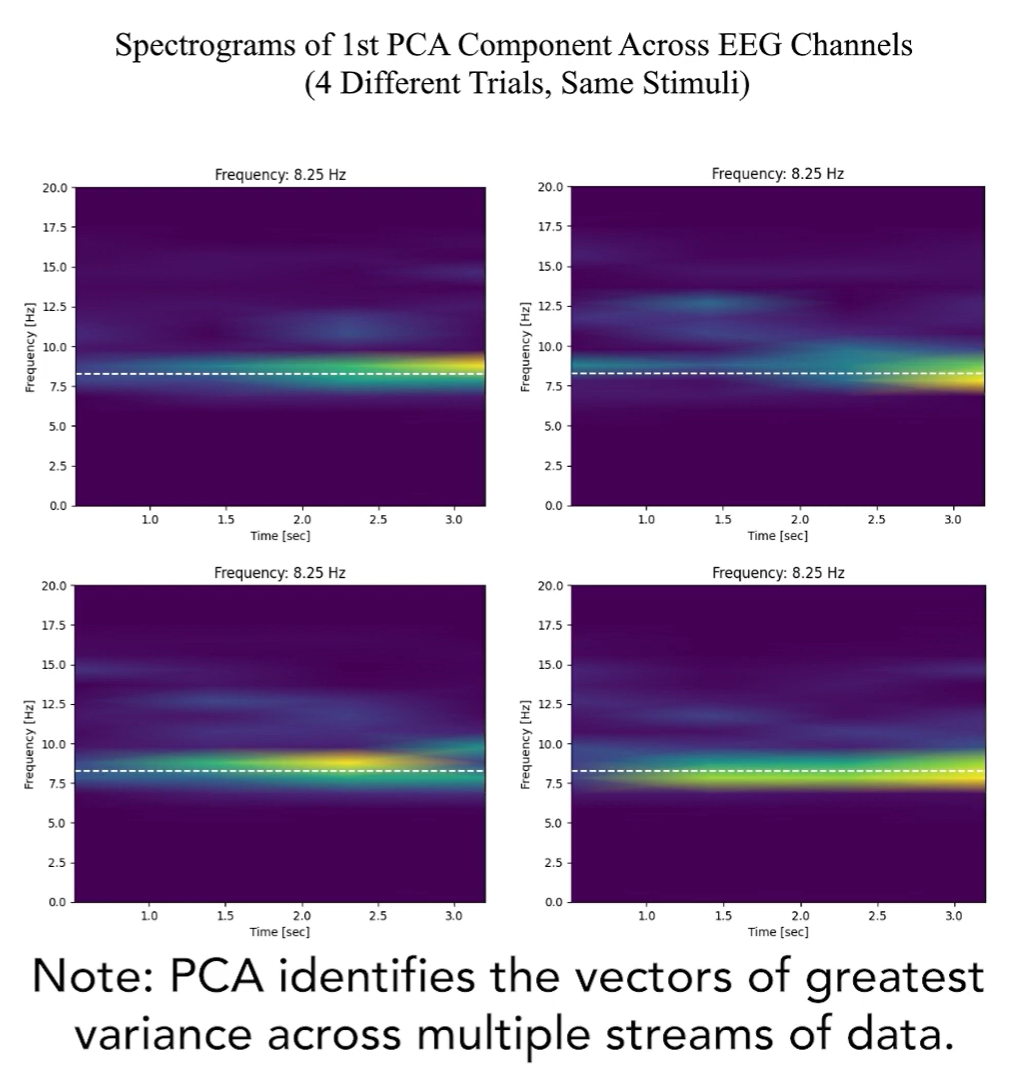 Spectrograms of 1st PCA Component Across EEG Channels
(4 Different Trials, Same Stimuli)
Frequency: 8.25 Hz
20.0
17.5
15.0
12.5
10.0
7.5
5.0
2.5
0.0
Frequency [Hz]
1.0 1.5 2.0 2.5 3.0
Time [sec]
Frequency: 8.25 Hz
20.0
17.5
15.0
12.5
10.0
7.5
5.0
2.5
0.0
Frequency [Hz]
1.0 1.5 2.0 2.5 3.0
Time [sec]
Frequency: 8.25 Hz
20.0
17.5
15.0
12.5
10.0
7.5
5.0
2.5
0.0
Frequency [Hz]
1.0 1.5 2.0 2.5 3.0
Time [sec]
Frequency: 8.25 Hz
20.0
17.5
15.0
12.5
10.0
7.5
5.0
2.5
0.0
Frequency [Hz]
1.0 1.5 2.0 2.5 3.0
Time [sec]
Note: PCA identifies the vectors of greatest
variance across multiple streams of data.